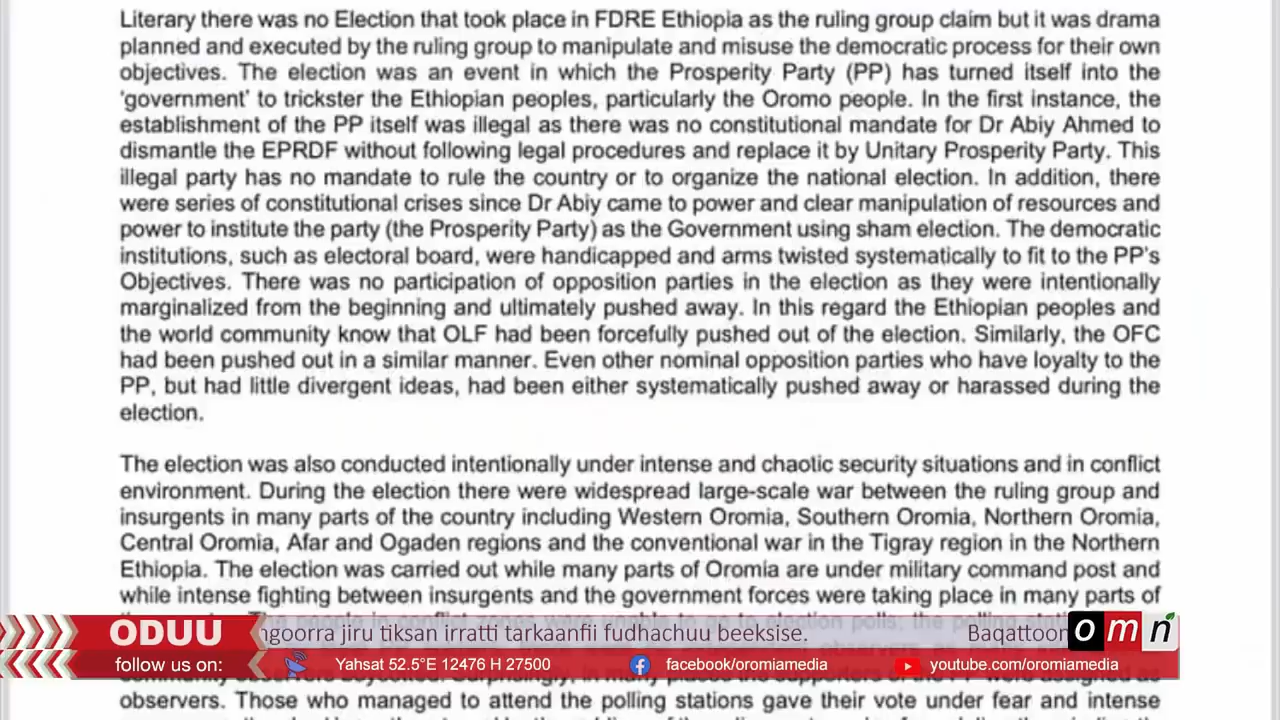 Literary there was no Election that took place in FDRE Ethiopia as the ruling group claim but it was drama
planned and executed by the ruling group to manipulate and misuse the democratic process for their own
objectives. The election was an event in which the Prosperity Party (PP) has turned itself into the
‘government’ to trickster the Ethiopian peoples, particularly the Oromo people. In the first instance, the
establishment of the PP itself was illegal as there was no constitutional mandate for Dr Abiy Ahmed to
dismantle the EPRDF without following legal procedures and replace it by Unitary Prosperity Party. This
illegal party has no mandate to rule the country or to organize the national election. In addition, there
were series of constitutional crises since Dr Abiy came to power and clear manipulation of resources and
power to institute the party (the Prosperity Party) as the Government using sham election. The democratic
institutions, such as electoral board, were handicapped and arms twisted systematically to fit to the PP’s
Objectives. There was no participation of opposition parties in the election as they were intentionally
marginalized from the beginning and ultimately pushed away. In this regard the Ethiopian peoples and
the world community know that OLF had been forcefully pushed out of the election. Similarly, the OFC
had been pushed out in a similar manner. Even other nominal opposition parties who have loyalty to the
PP, but had little divergent ideas, had been either systematically pushed away or harassed during the
election.
The election was also conducted intentionally under intense and chaotic security situations and in conflict
environment. During the election there were widespread large-scale war between the ruling group and
insurgents in many parts of the country including Western Oromia, Southern Oromia, Northern Oromia,
Central Oromia, Afar and Ogaden regions and the conventional war in the Tigray region in the Northern
Ethiopia. The election was carried out while many parts of Oromia are under military command post and
while intense fighting between insurgents and the government forces were taking place in many parts of
ODUU ngoorra jiru tiksan irratti tarkaanfii fudhachuu beeksise. Baqattoon omn
follow us on: Yahsat 52.5°E 12476 H 27500 facebook/oromiamedia youtube.com/oromiamedia
observers. Those who managed to attend the polling stations gave their vote under fear and intense